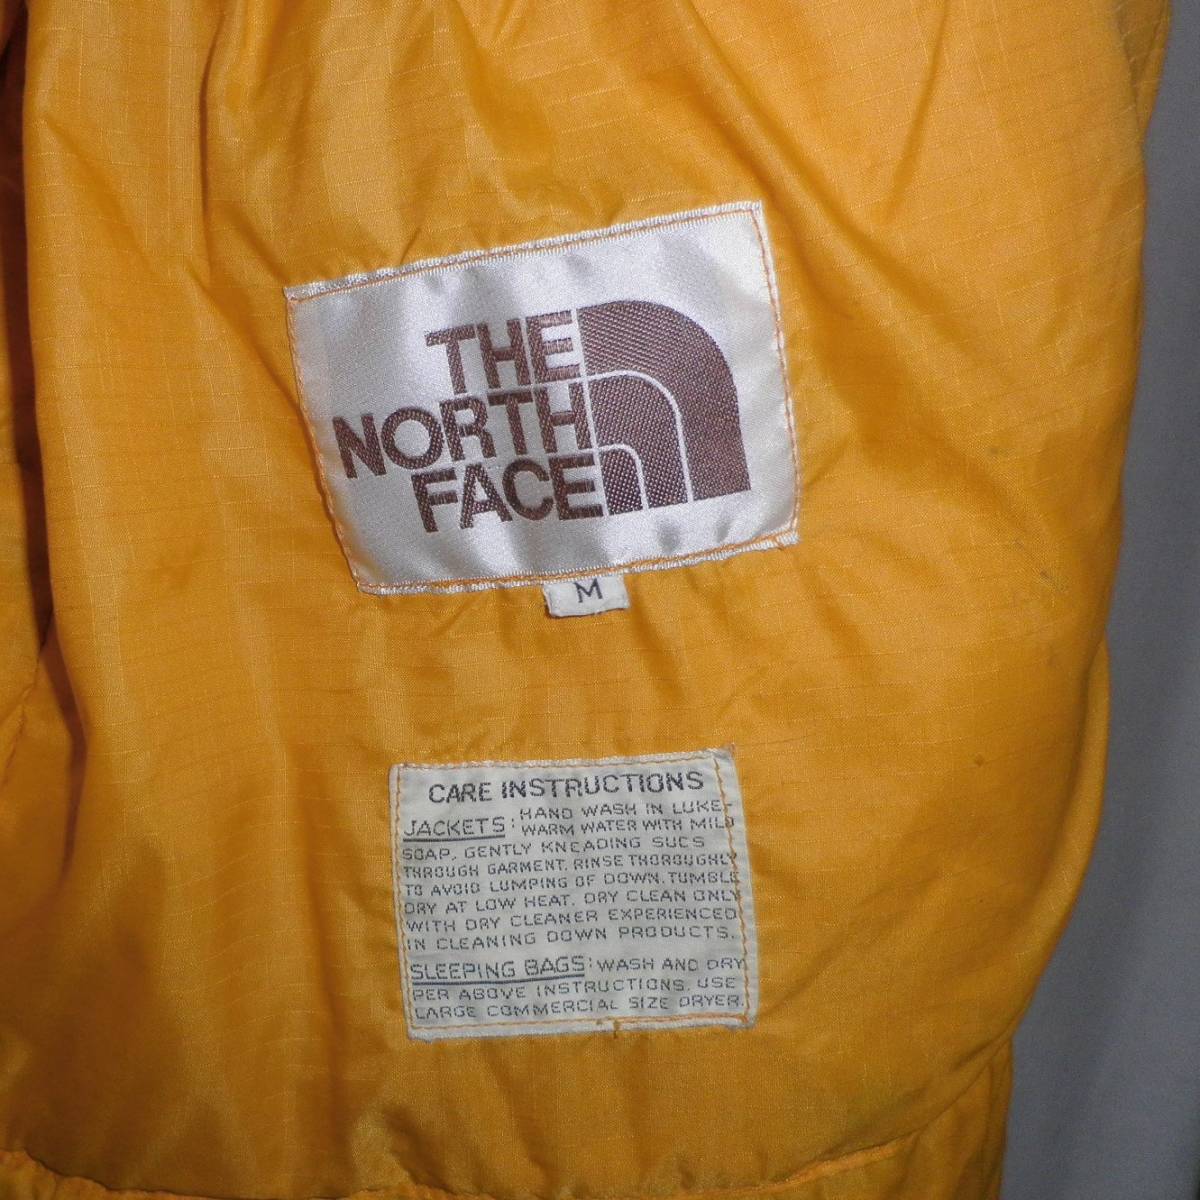 THE
NORTH
FACE
M
CARE INSTRUCTIONS
JACKETS: HAND WASH IN LUKE-
WARM WATER WITH MILD
SOAP, GENTLY KNEADING SUDS
THROUGH GARMENT. RINSE THOROUGHLY
TO AVOID LUMPING OF DOWN. TUMBLE
DRY AT LOW HEAT. DRY CLEAN ONLY
WITH DRY CLEANER EXPERIENCED
IN CLEANING DOWN PRODUCTS.
SLEEPING BAGS: WASH AND DRY
PER ABOVE INSTRUCTIONS. USE
LARGE COMMERCIAL SIZE DRYER.